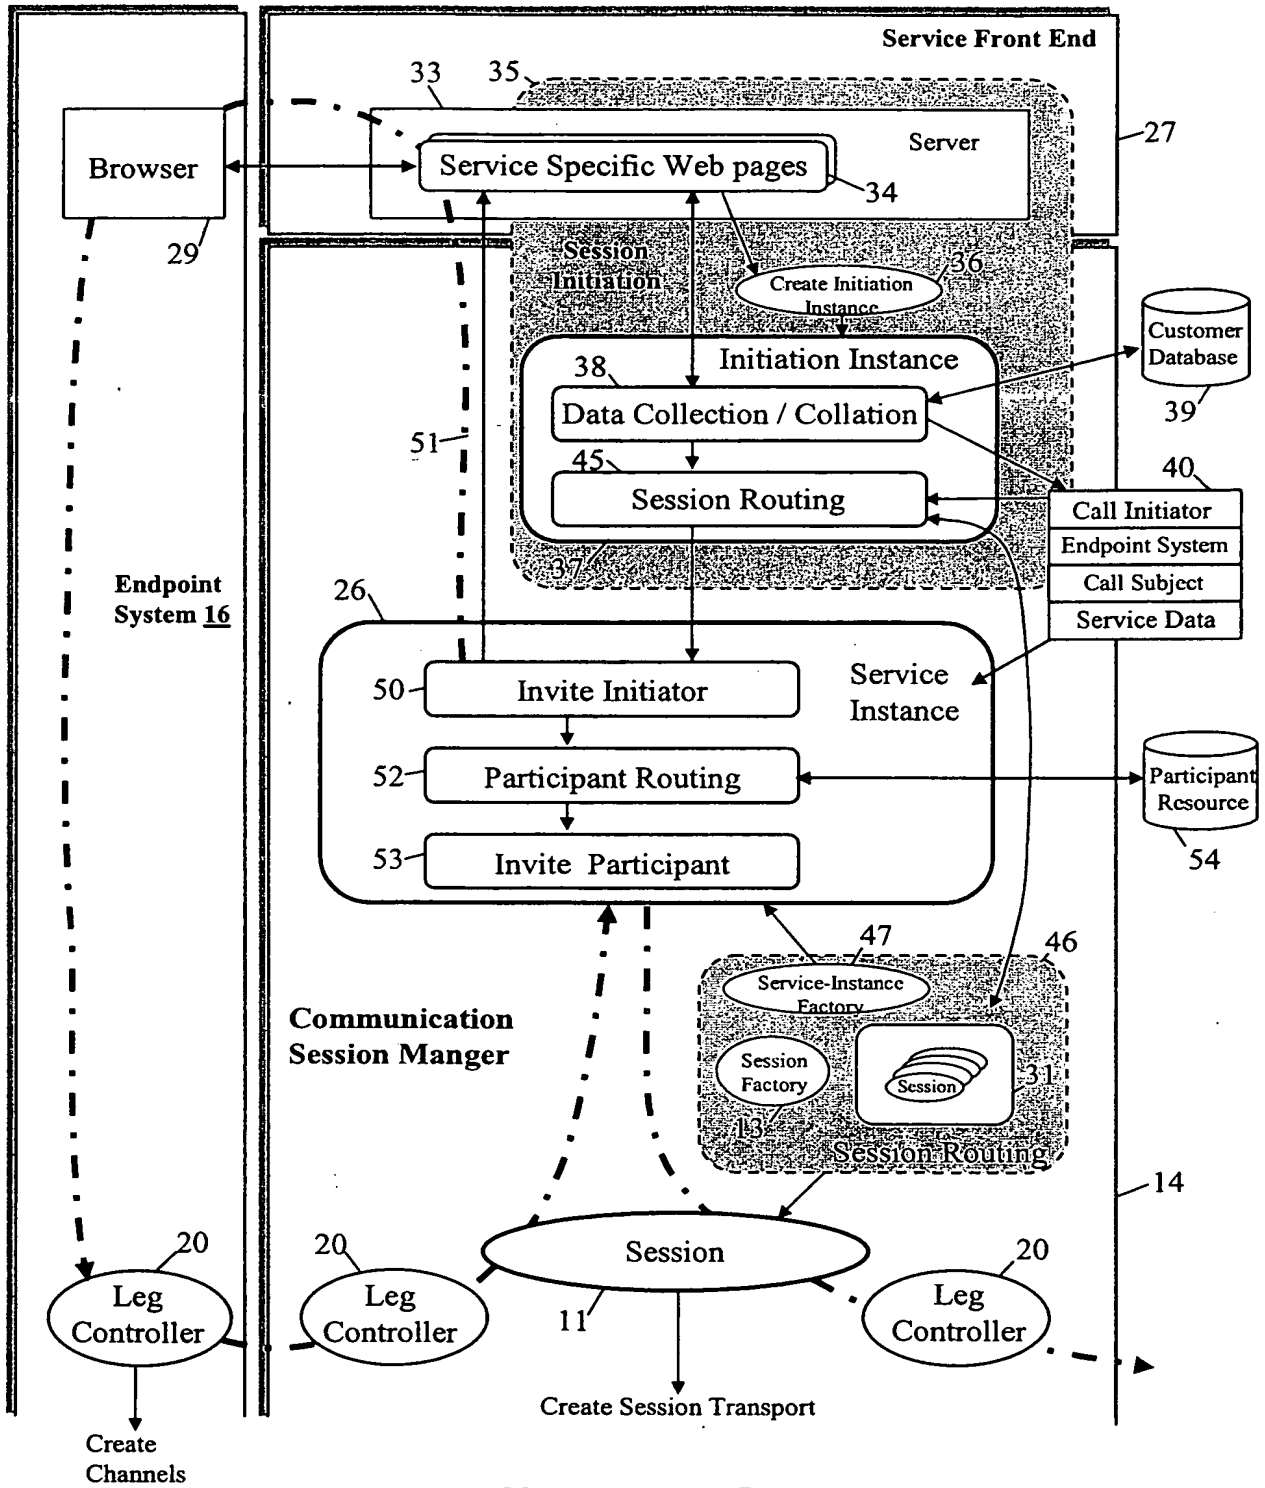 Service Front End
33
35
27
Browser
Server
Service Specific Web pages
34
29
Session
Initiation
36
Create Initiation
Instance
Customer
Database
39
Initiation Instance
38
Data Collection / Collation
51
45
Session Routing
40
Call Initiator
Endpoint System
Call Subject
Service Data
37
Endpoint
System 16
26
50
Invite Initiator
Service
Instance
52
Participant Routing
Participant
Resource
54
53
Invite Participant
47
46
Service-Instance
Factory
Communication
Session Manger
Session
Factory
13
Session
31
Session Routing
14
20
Leg
Controller
20
Leg
Controller
Session
11
20
Leg
Controller
Create Session Transport
Create
Channels